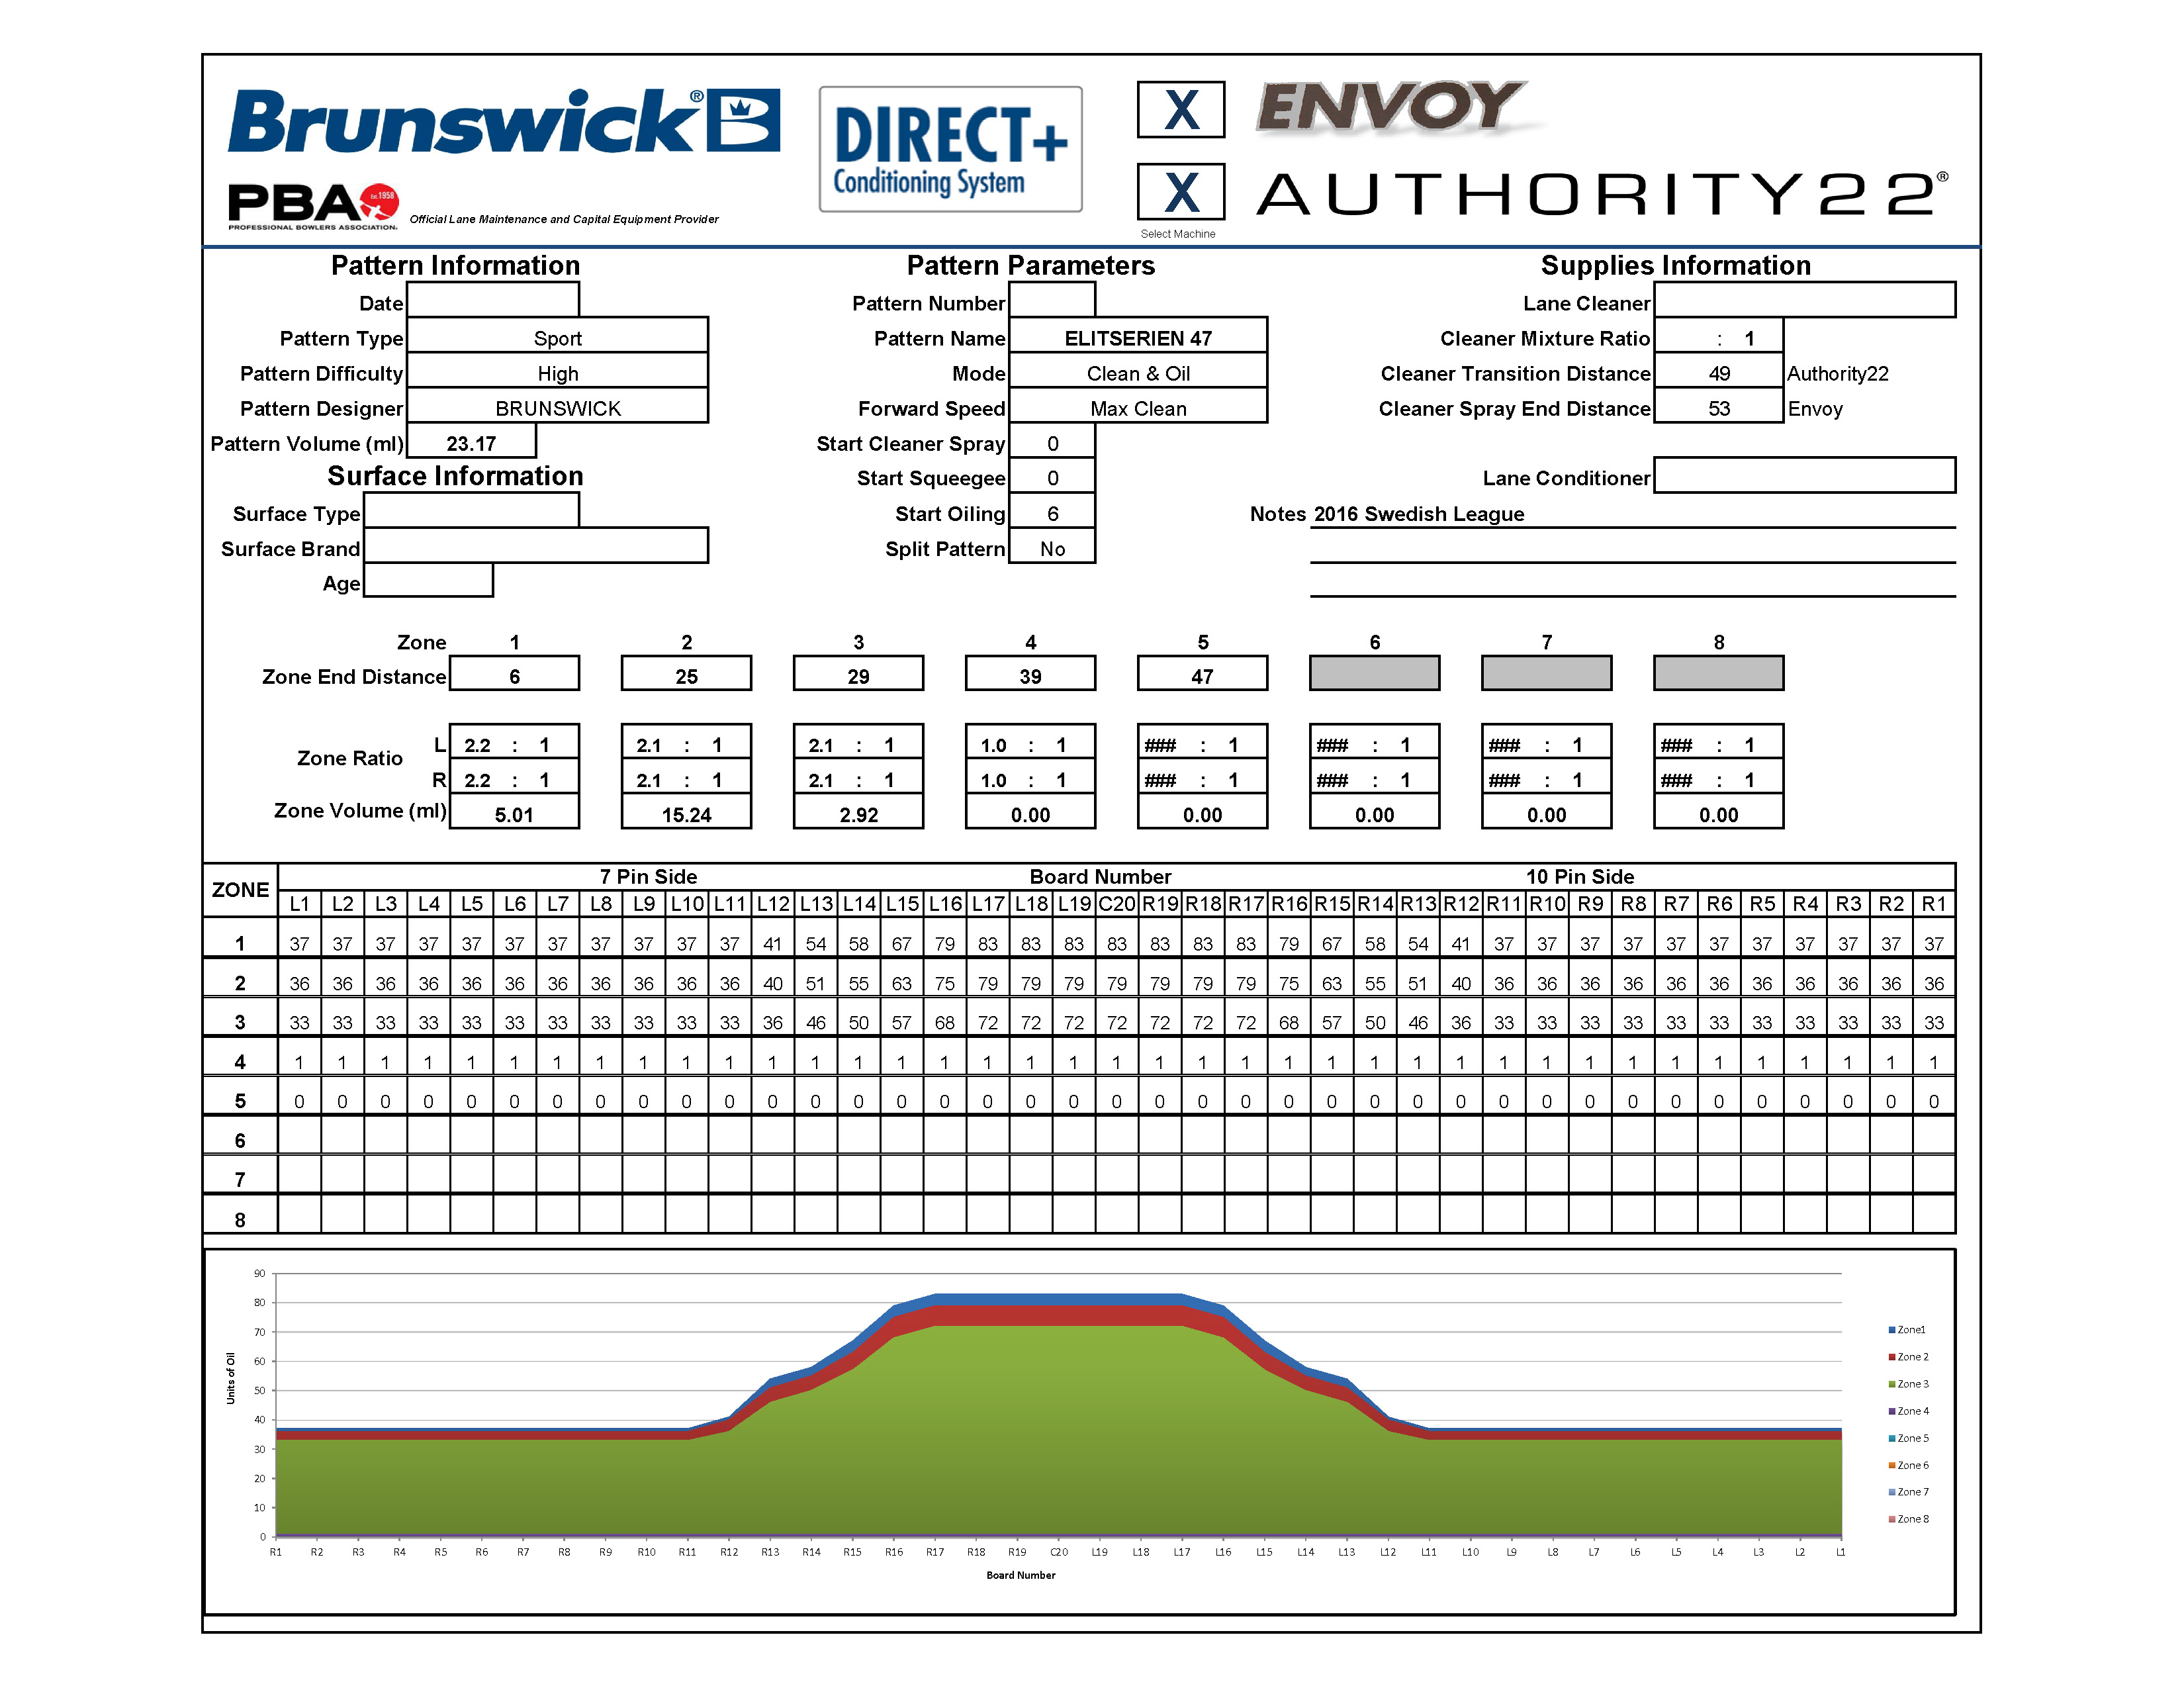 Brunswick® B
DIRECT+
Conditioning System
X ENVOY
X AUTHORITY22®
Select Machine
PBA est.1958
PROFESSIONAL BOWLERS ASSOCIATION.
Official Lane Maintenance and Capital Equipment Provider
Pattern Information Pattern Parameters Supplies Information
Date Pattern Number Lane Cleaner
Pattern Type Sport Pattern Name ELITSERIEN 47 Cleaner Mixture Ratio : 1
Pattern Difficulty High Mode Clean & Oil Cleaner Transition Distance 49 Authority22
Pattern Designer BRUNSWICK Forward Speed Max Clean Cleaner Spray End Distance 53 Envoy
Pattern Volume (ml) 23.17 Start Cleaner Spray 0
Surface Information Start Squeegee 0 Lane Conditioner
Surface Type Start Oiling 6 Notes 2016 Swedish League
Surface Brand Split Pattern No
Age
Zone 1 2 3 4 5 6 7 8
Zone End Distance 6 25 29 39 47
Zone Ratio
L 2.2 : 1 2.1 : 1 2.1 : 1 1.0 : 1 ### : 1 ### : 1 ### : 1 ### : 1
R 2.2 : 1 2.1 : 1 2.1 : 1 1.0 : 1 ### : 1 ### : 1 ### : 1 ### : 1
Zone Volume (ml) 5.01 15.24 2.92 0.00 0.00 0.00 0.00 0.00
ZONE 7 Pin Side Board Number 10 Pin Side
L1 L2 L3 L4 L5 L6 L7 L8 L9 L10 L11 L12 L13 L14 L15 L16 L17 L18 L19 C20 R19 R18 R17 R16 R15 R14 R13 R12 R11 R10 R9 R8 R7 R6 R5 R4 R3 R2 R1
1 37 37 37 37 37 37 37 37 37 37 37 41 54 58 67 79 83 83 83 83 83 83 83 79 67 58 54 41 37 37 37 37 37 37 37 37 37 37 37
2 36 36 36 36 36 36 36 36 36 36 36 40 51 55 63 75 79 79 79 79 79 79 79 75 63 55 51 40 36 36 36 36 36 36 36 36 36 36 36
3 33 33 33 33 33 33 33 33 33 33 33 36 46 50 57 68 72 72 72 72 72 72 72 68 57 50 46 36 33 33 33 33 33 33 33 33 33 33 33
4 1 1 1 1 1 1 1 1 1 1 1 1 1 1 1 1 1 1 1 1 1 1 1 1 1 1 1 1 1 1 1 1 1 1 1 1 1 1 1
5 0 0 0 0 0 0 0 0 0 0 0 0 0 0 0 0 0 0 0 0 0 0 0 0 0 0 0 0 0 0 0 0 0 0 0 0 0 0 0
6
7
8
90
80
70
60
50
40
30
20
10
0
Units of Oil
R1 R2 R3 R4 R5 R6 R7 R8 R9 R10 R11 R12 R13 R14 R15 R16 R17 R18 R19 C20 L19 L18 L17 L16 L15 L14 L13 L12 L11 L10 L9 L8 L7 L6 L5 L4 L3 L2 L1
Board Number
Zone1
Zone 2
Zone 3
Zone 4
Zone 5
Zone 6
Zone 7
Zone 8